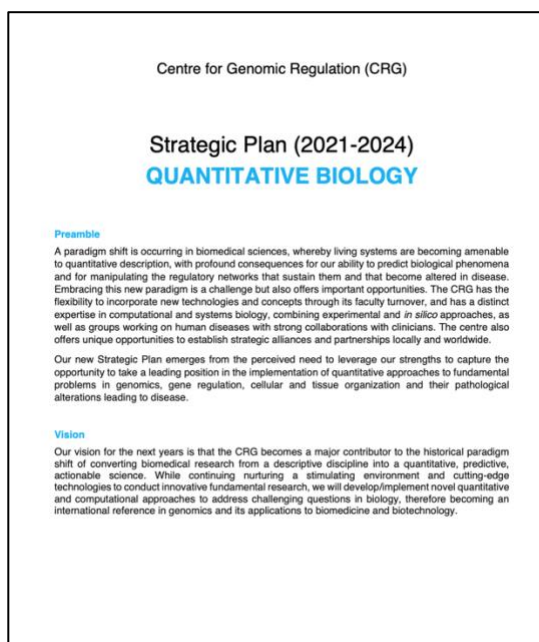 Centre for Genomic Regulation (CRG)
Strategic Plan (2021-2024)
QUANTITATIVE BIOLOGY
Preamble
A paradigm shift is occurring in biomedical sciences, whereby living systems are becoming amenable
to quantitative description, with profound consequences for our ability to predict biological phenomena
and for manipulating the regulatory networks that sustain them and that become altered in disease.
Embracing this new paradigm is a challenge but also offers important opportunities. The CRG has the
flexibility to incorporate new technologies and concepts through its faculty turnover, and has a distinct
expertise in computational and systems biology, combining experimental and in silico approaches, as
well as groups working on human diseases with strong collaborations with clinicians. The centre also
offers unique opportunities to establish strategic alliances and partnerships locally and worldwide.
Our new Strategic Plan emerges from the perceived need to leverage our strengths to capture the
opportunity to take a leading position in the implementation of quantitative approaches to fundamental
problems in genomics, gene regulation, cellular and tissue organization and their pathological
alterations leading to disease.
Vision
Our vision for the next years is that the CRG becomes a major contributor to the historical paradigm
shift of converting biomedical research from a descriptive discipline into a quantitative, predictive,
actionable science. While continuing nurturing a stimulating environment and cutting-edge
technologies to conduct innovative fundamental research, we will develop/implement novel quantitative
and computational approaches to address challenging questions in biology, therefore becoming an
international reference in genomics and its applications to biomedicine and biotechnology.